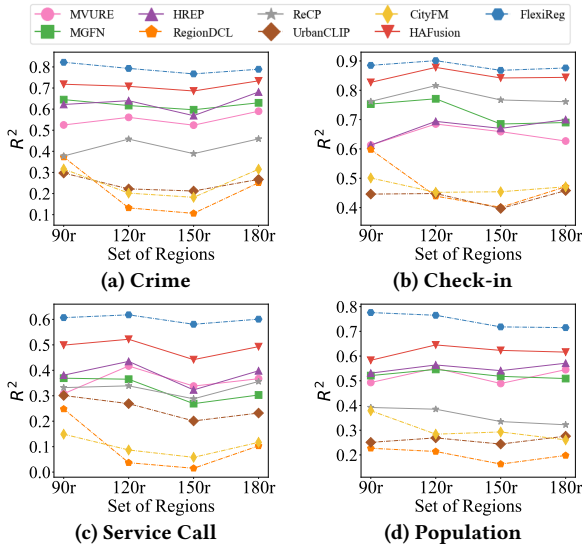 MVURE HREP ReCP CityFM FlexiReg
MGFN RegionDCL UrbanCLIP HAFusion
0.8
0.7
0.6
0.5
0.4
0.3
0.2
0.1
R²
90r 120r 150r 180r
Set of Regions
(a) Crime
0.9
0.8
0.7
0.6
0.5
0.4
R²
90r 120r 150r 180r
Set of Regions
(b) Check-in
0.6
0.5
0.4
0.3
0.2
0.1
0.0
R²
90r 120r 150r 180r
Set of Regions
(c) Service Call
0.8
0.7
0.6
0.5
0.4
0.3
0.2
R²
90r 120r 150r 180r
Set of Regions
(d) Population